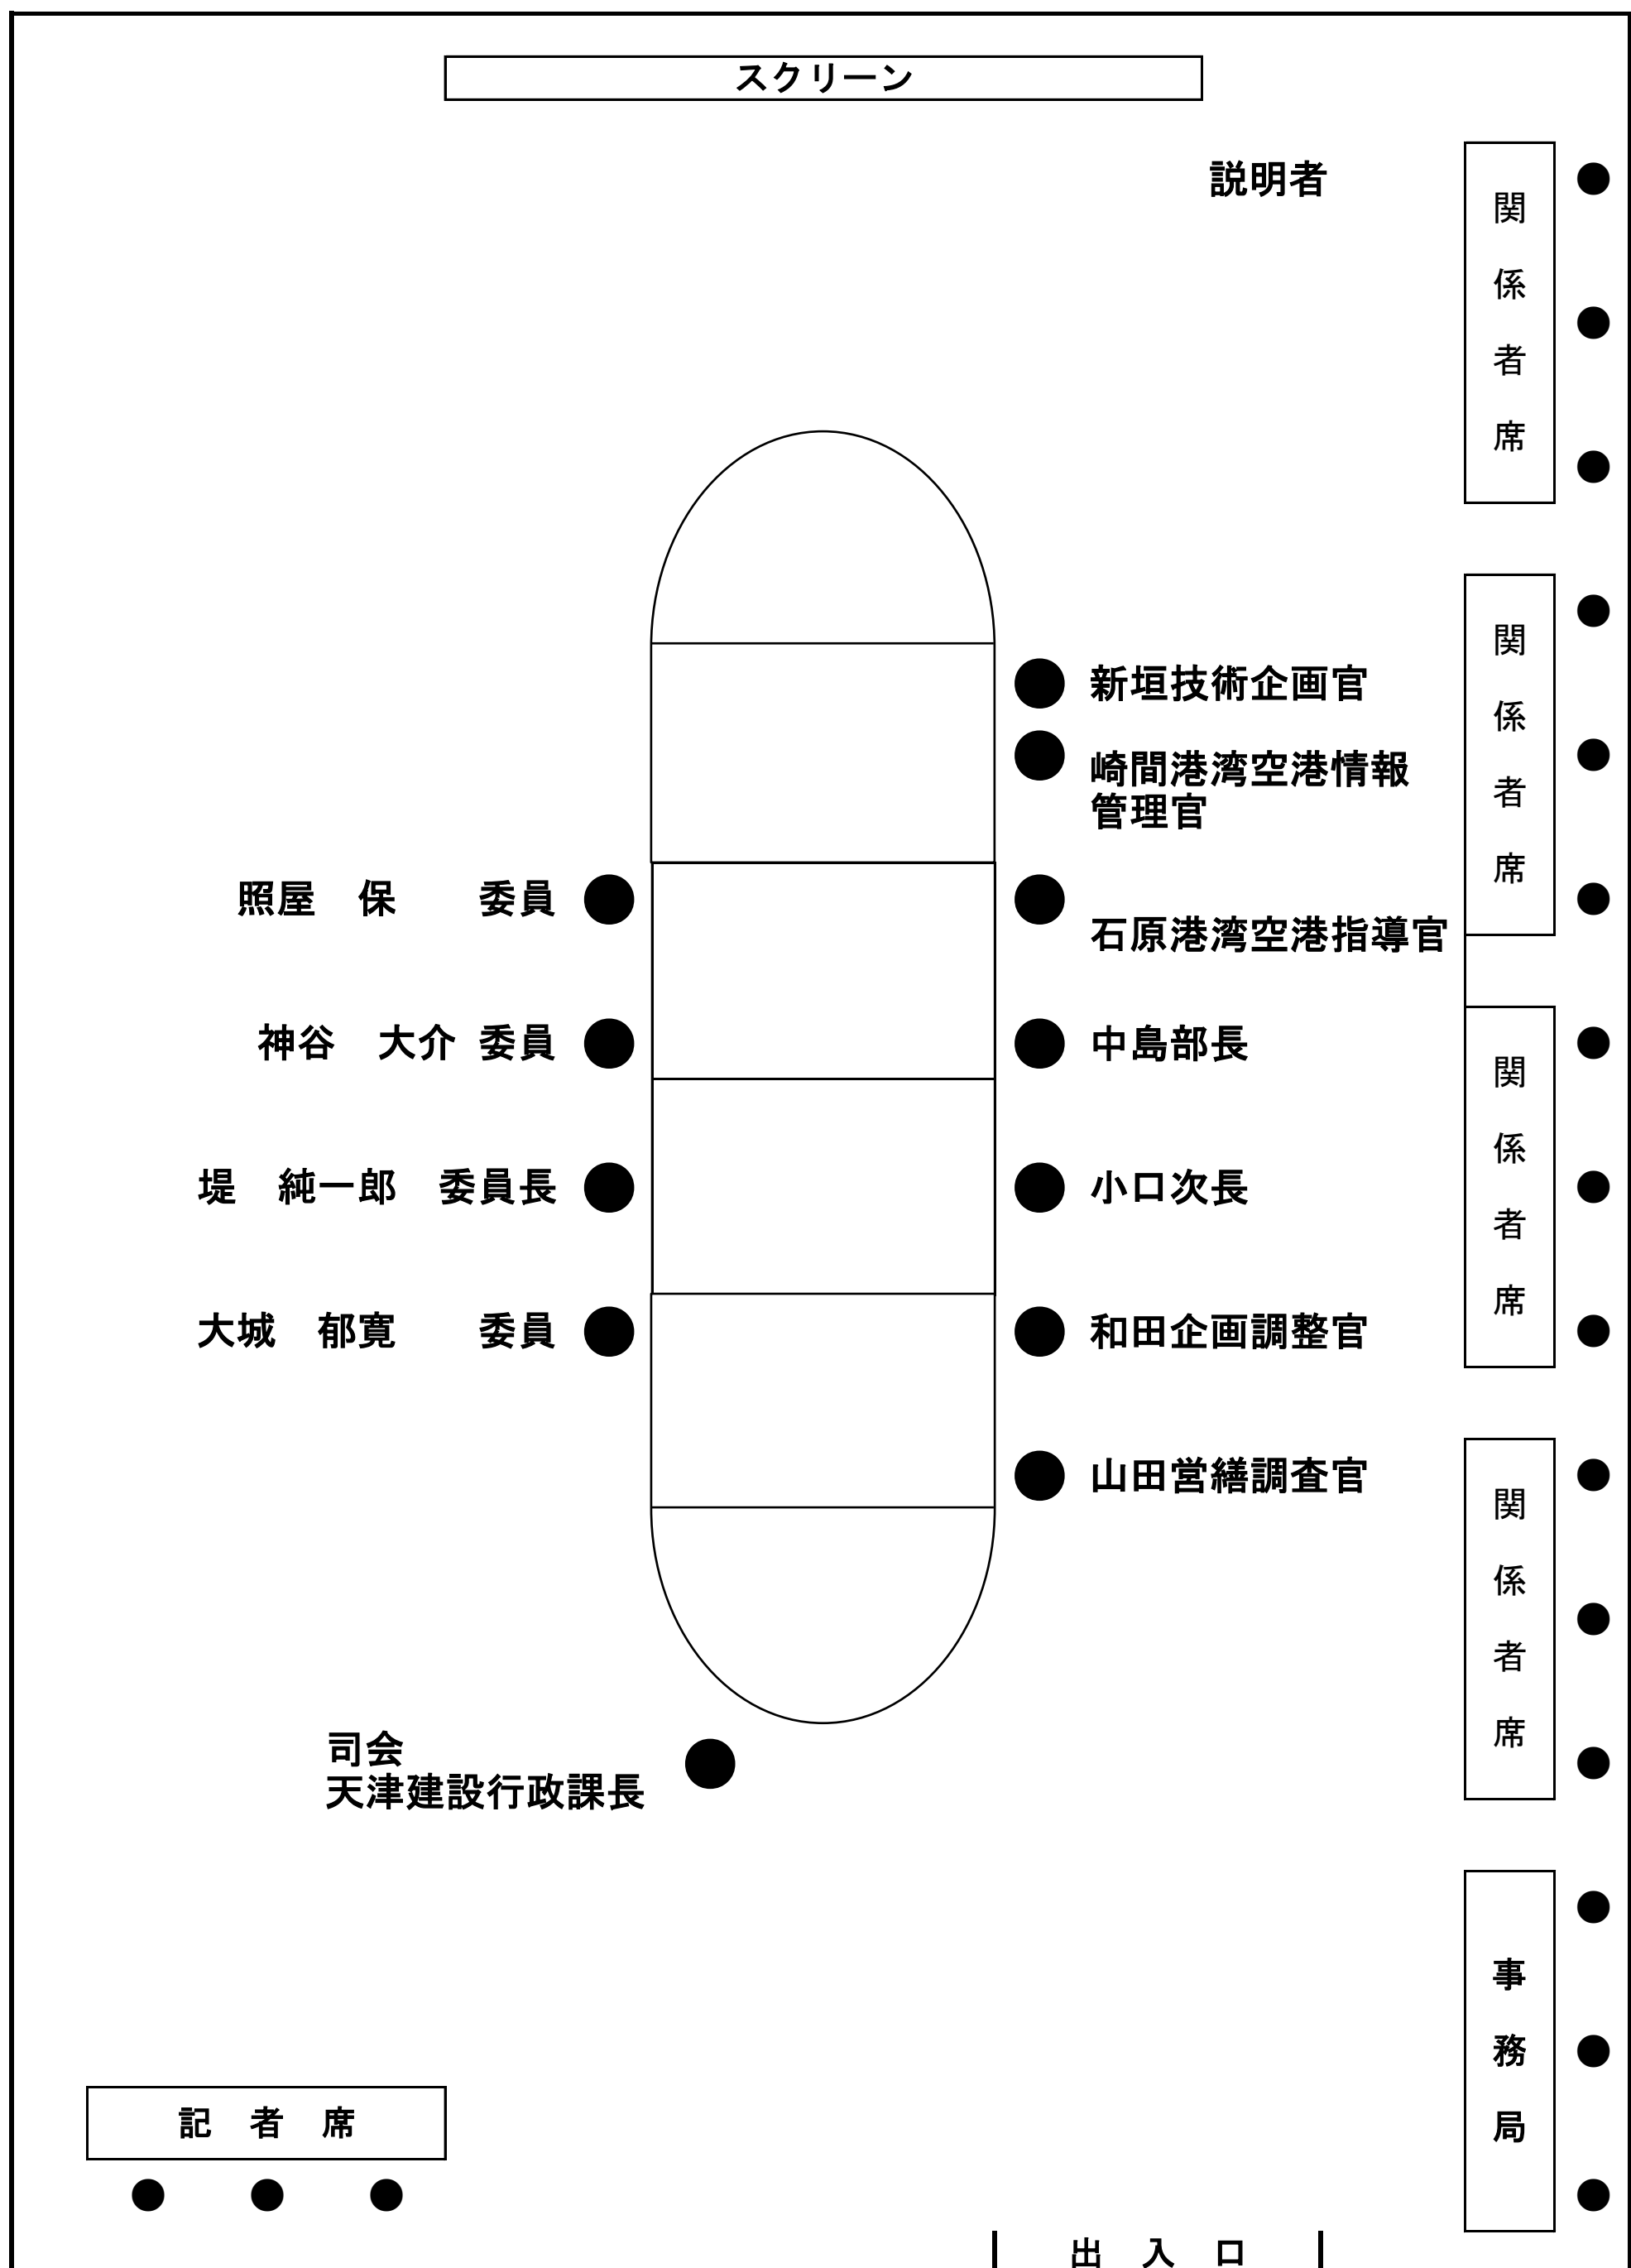 スクリーン
説明者
関係者席
新垣技術企画官
崎間港湾空港情報
管理官
関係者席
照屋　保　　委員
石原港湾空港指導官
神谷　大介 委員
中島部長
堤　純一郎　委員長
小口次長
関係者席
大城　郁寛　　委員
和田企画調整官
山田営繕調査官
関係者席
司会
天津建設行政課長
事務局
記　者　席
出　入　口